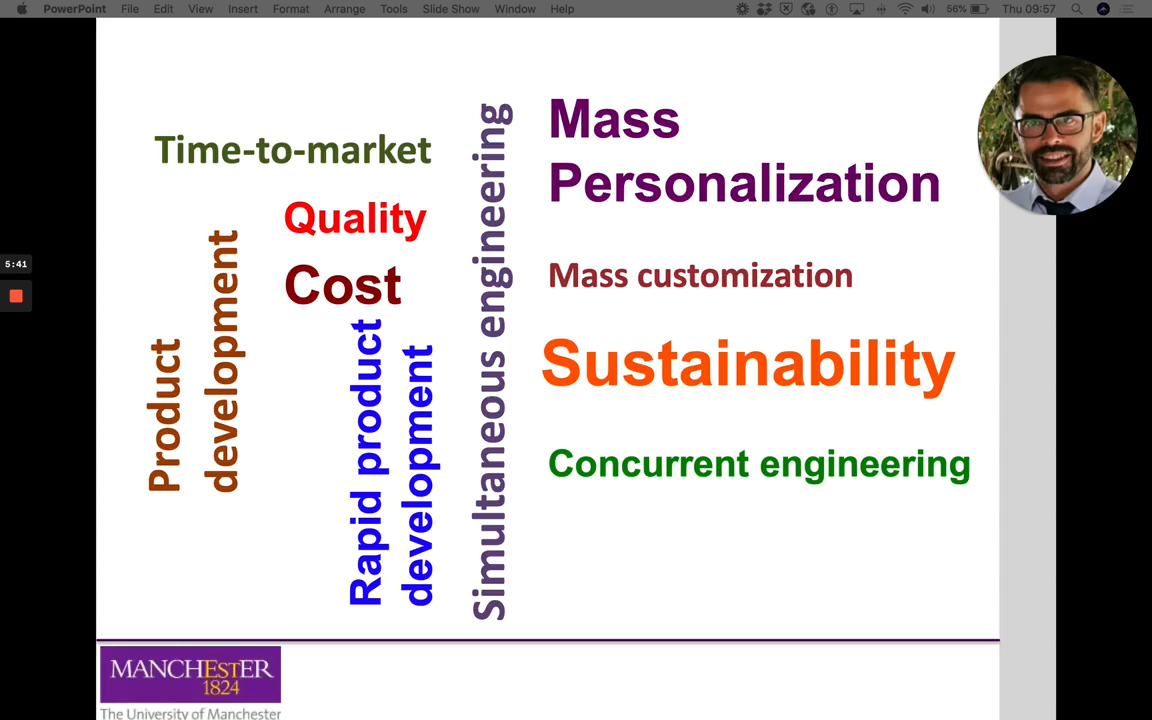 PowerPoint File Edit View Insert Format Arrange Tools Slide Show Window Help 56% Thu 09:57
Time-to-market
Quality
Cost
Product
development
Rapid product
development
Simultaneous engineering
Mass
Personalization
Mass customization
Sustainability
Concurrent engineering
5:41
MANCHESTER
1824
The University of Manchester